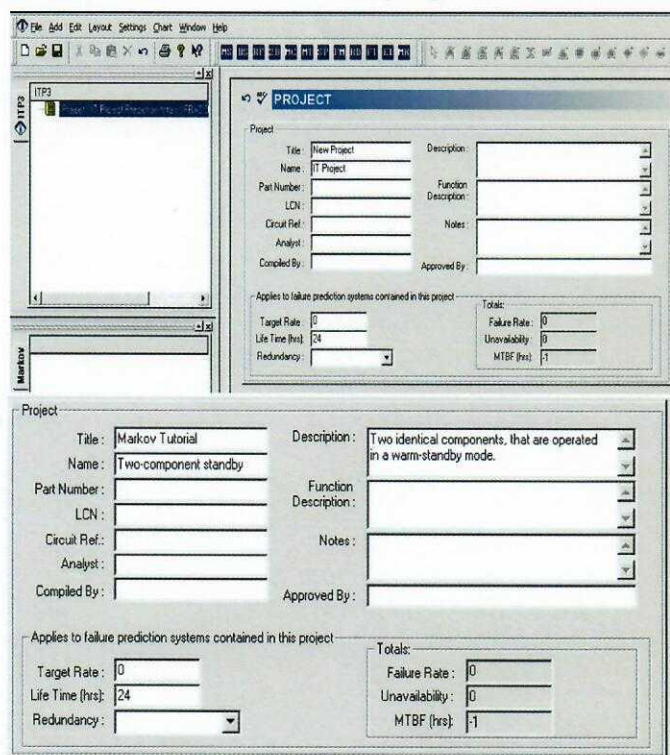 File Add Edit Layout Settings Chart Window Help
ITP3
ITP3
PROJECT
Project
Title : New Project
Description :
Name : IT Project
Part Number :
Function Description :
LCN :
Circuit Ref. :
Notes :
Analyst :
Compiled By :
Approved By :
Applies to failure prediction systems contained in this project
Totals:
Target Rate : 0
Failure Rate : 0
Life Time (hrs): 24
Unavailability : 0
Redundancy :
MTBF (hrs): -1
Markov
Project
Title : Markov Tutorial
Description : Two identical components, that are operated
in a warm-standby mode.
Name : Two-component standby
Part Number :
Function
Description :
LCN :
Circuit Ref.:
Notes :
Analyst :
Compiled By :
Approved By :
Applies to failure prediction systems contained in this project
Totals:
Target Rate : 0
Failure Rate : 0
Life Time (hrs): 24
Unavailability : 0
Redundancy :
MTBF (hrs): -1